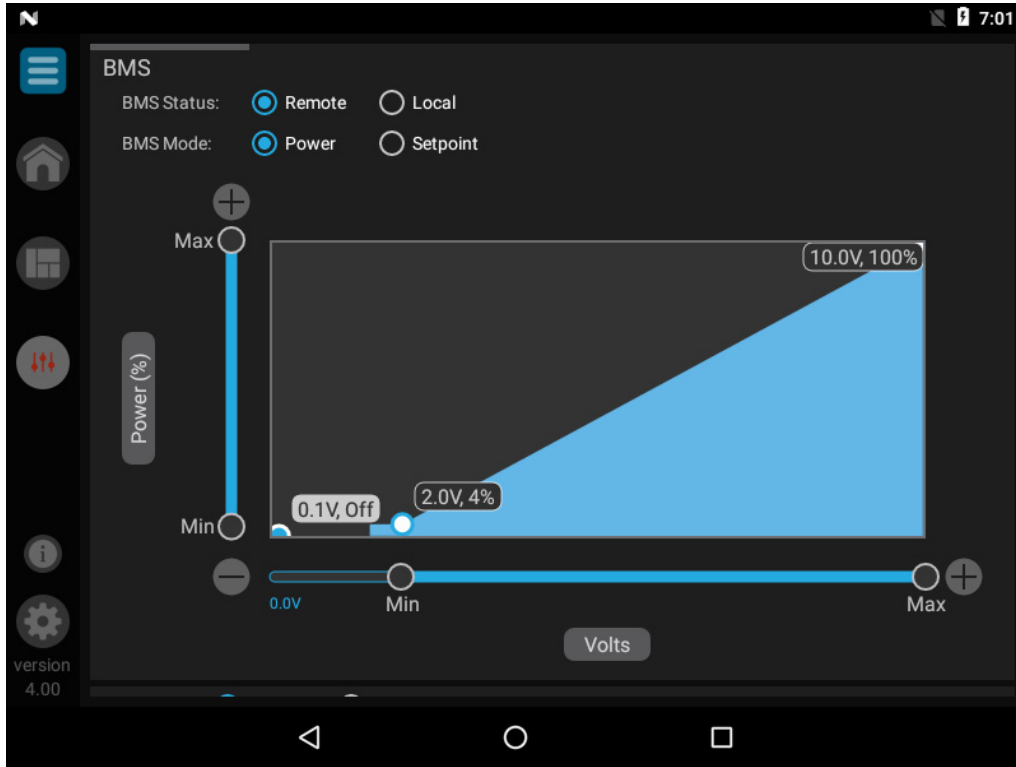 7:01
BMS
BMS Status: Remote Local
BMS Mode: Power Setpoint
Max
10.0V, 100%
Power (%)
2.0V, 4%
0.1V, Off
Min
0.0V
Min
Max
Volts
version
4.00